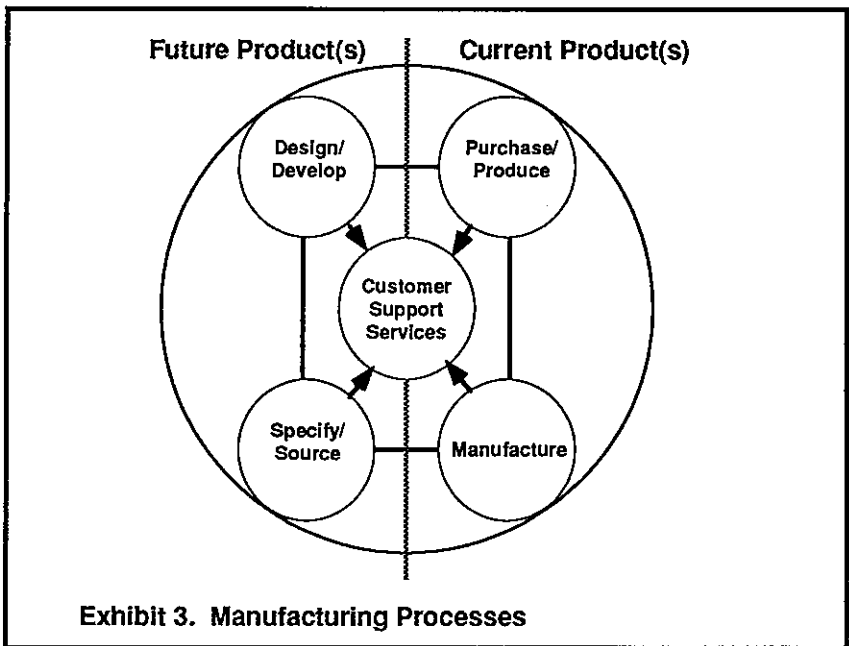 Future Product(s)
Current Product(s)
Design/
Develop
Purchase/
Produce
Customer
Support
Services
Specify/
Source
Manufacture
Exhibit 3. Manufacturing Processes